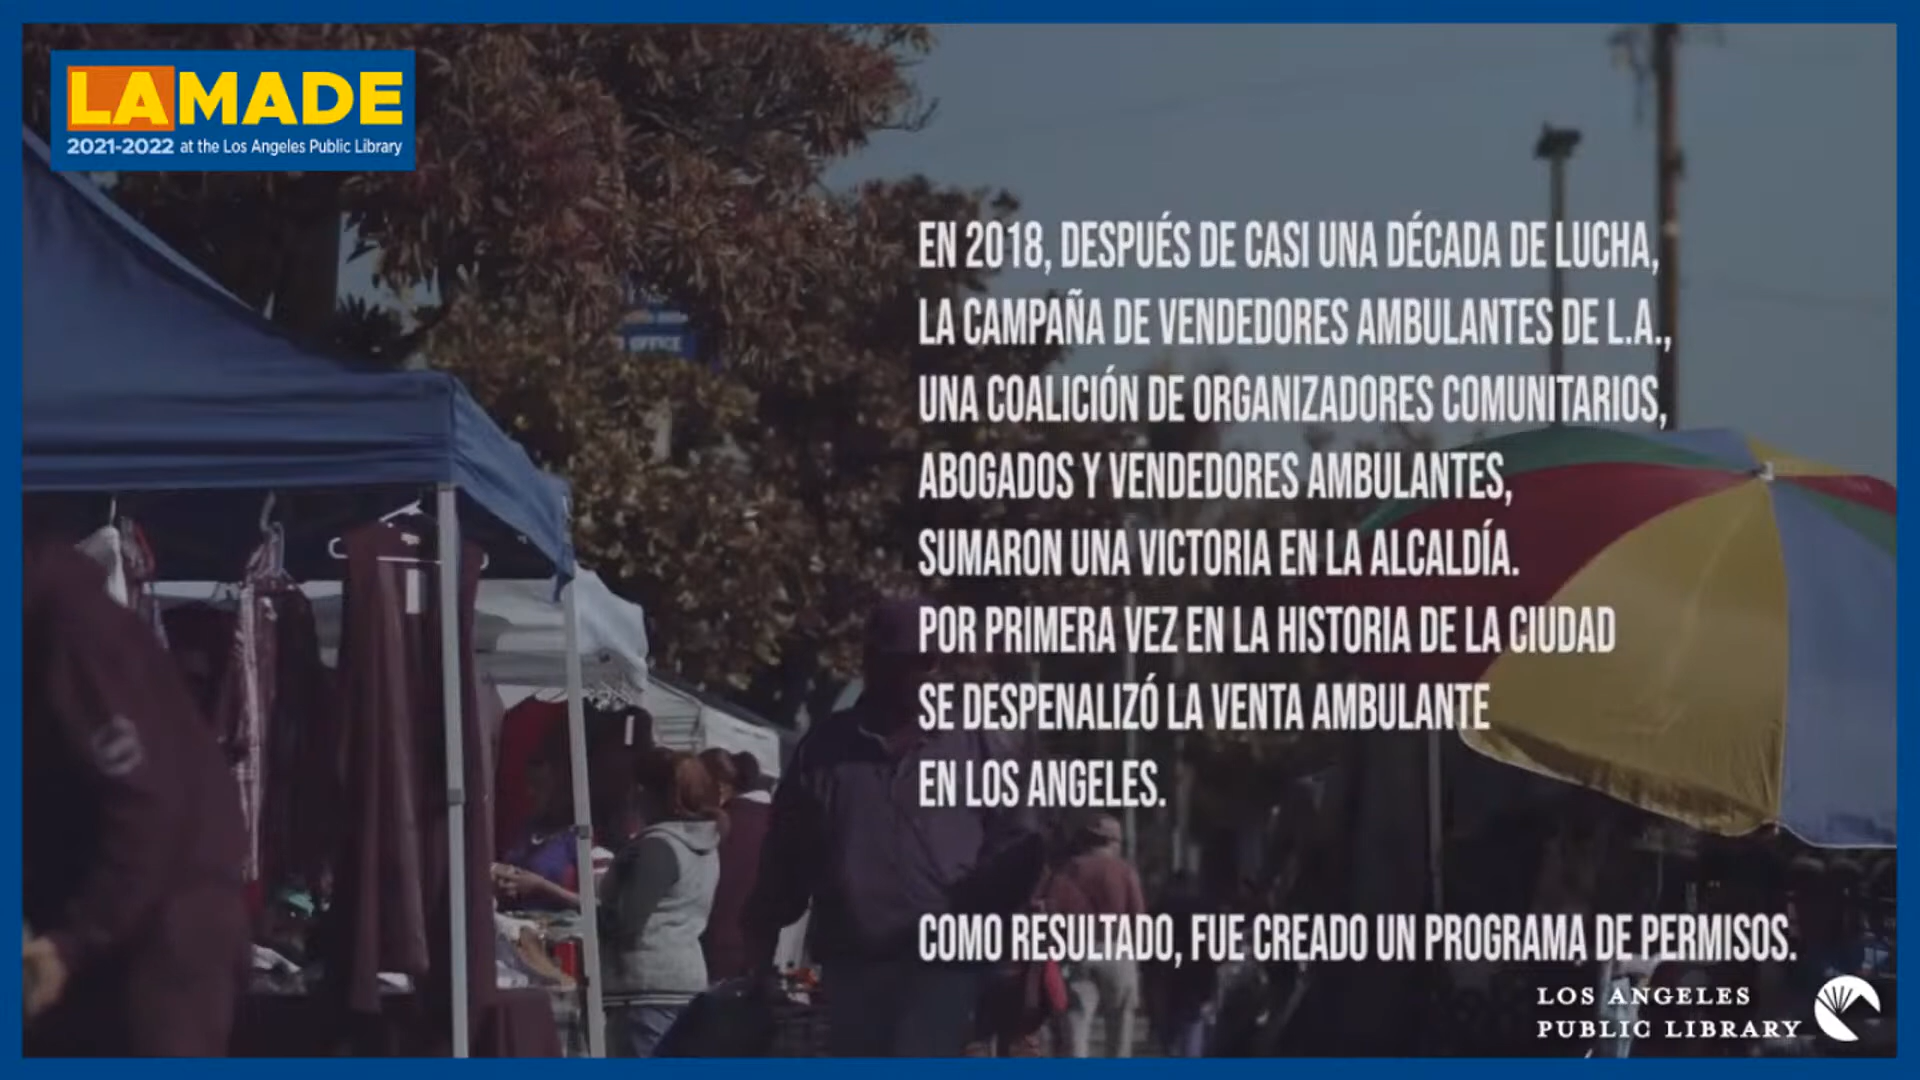 LAMADE
2021-2022 at the Los Angeles Public Library
OFFICE
EN 2018, DESPUÉS DE CASI UNA DÉCADA DE LUCHA,
LA CAMPAÑA DE VENDEDORES AMBULANTES DE L.A.,
UNA COALICIÓN DE ORGANIZADORES COMUNITARIOS,
ABOGADOS Y VENDEDORES AMBULANTES,
SUMARON UNA VICTORIA EN LA ALCALDÍA.
POR PRIMERA VEZ EN LA HISTORIA DE LA CIUDAD
SE DESPENALIZÓ LA VENTA AMBULANTE
EN LOS ANGELES.
COMO RESULTADO, FUE CREADO UN PROGRAMA DE PERMISOS.
LOS ANGELES
PUBLIC LIBRARY